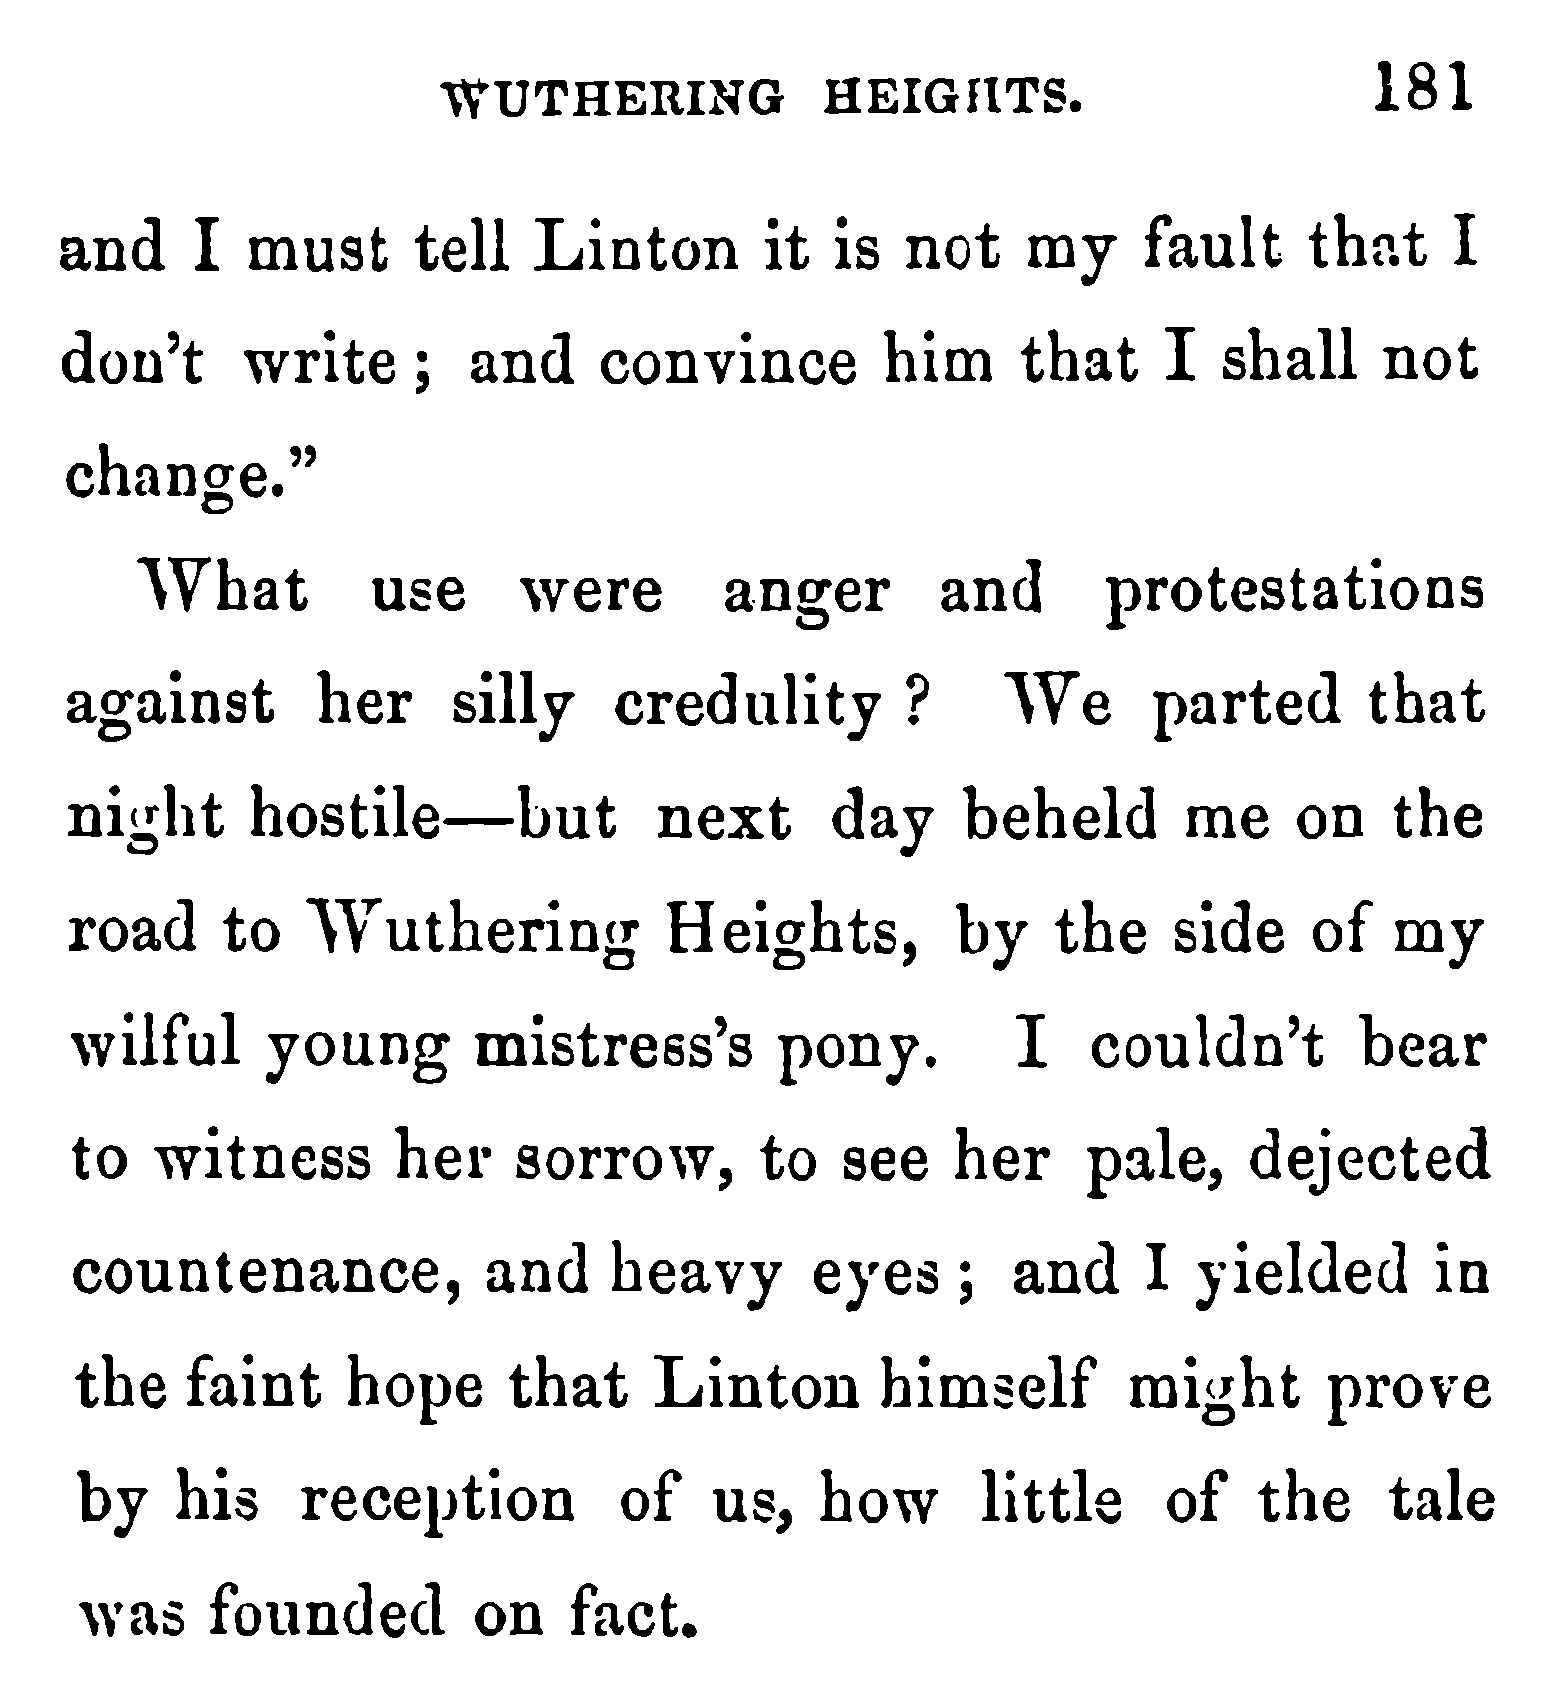 WUTHERING HEIGHTS. 181
and I must tell Linton it is not my fault that I
don't write; and convince him that I shall not
change."
What use were anger and protestations
against her silly credulity? We parted that
night hostile—but next day beheld me on the
road to Wuthering Heights, by the side of my
wilful young mistress's pony. I couldn't bear
to witness her sorrow, to see her pale, dejected
countenance, and heavy eyes; and I yielded in
the faint hope that Linton himself might prove
by his reception of us, how little of the tale
was founded on fact.